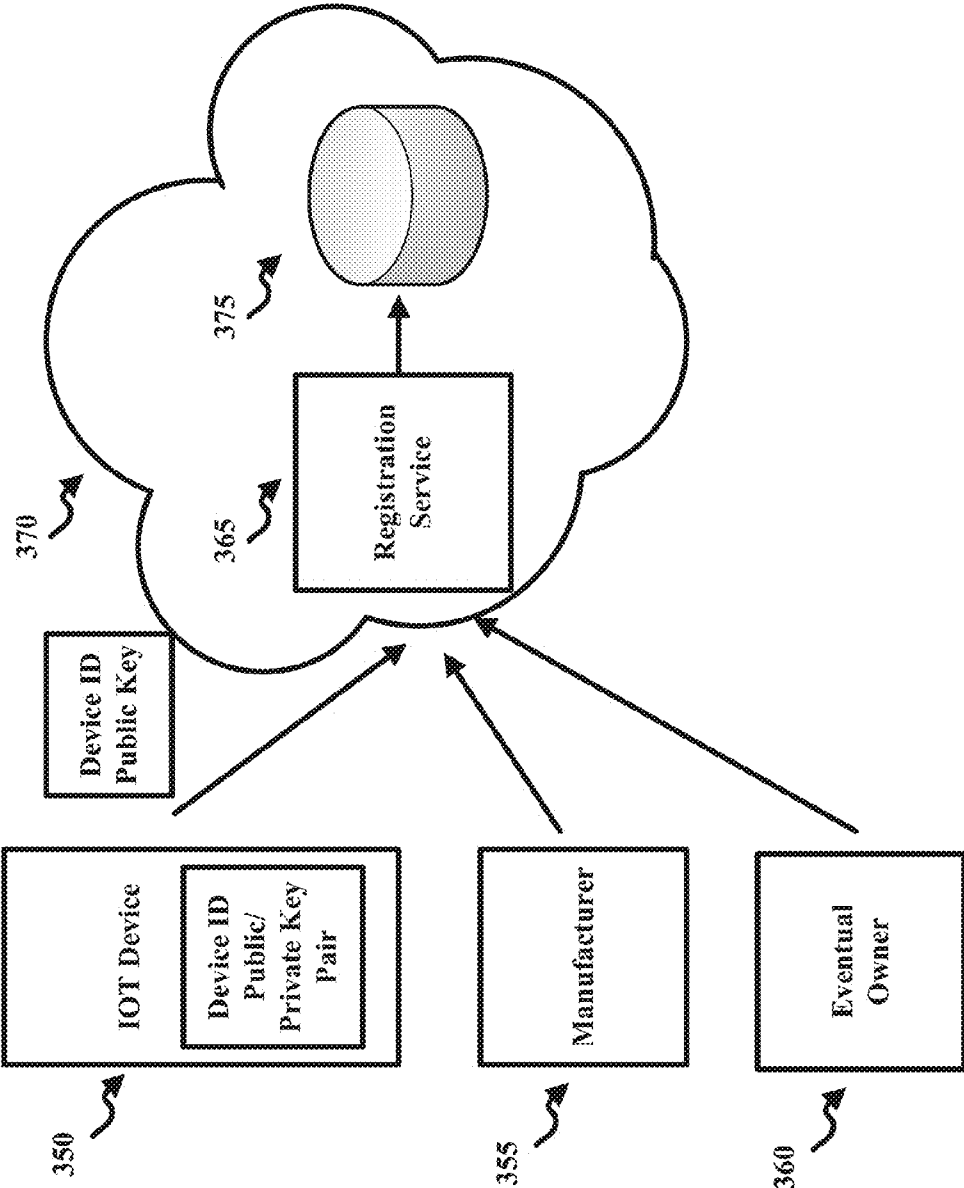 370
375
365
Registration
Service
Device ID
Public Key
IOT Device
Device ID
Public/
Private Key
Pair
350
Manufacturer
355
Eventual
Owner
360